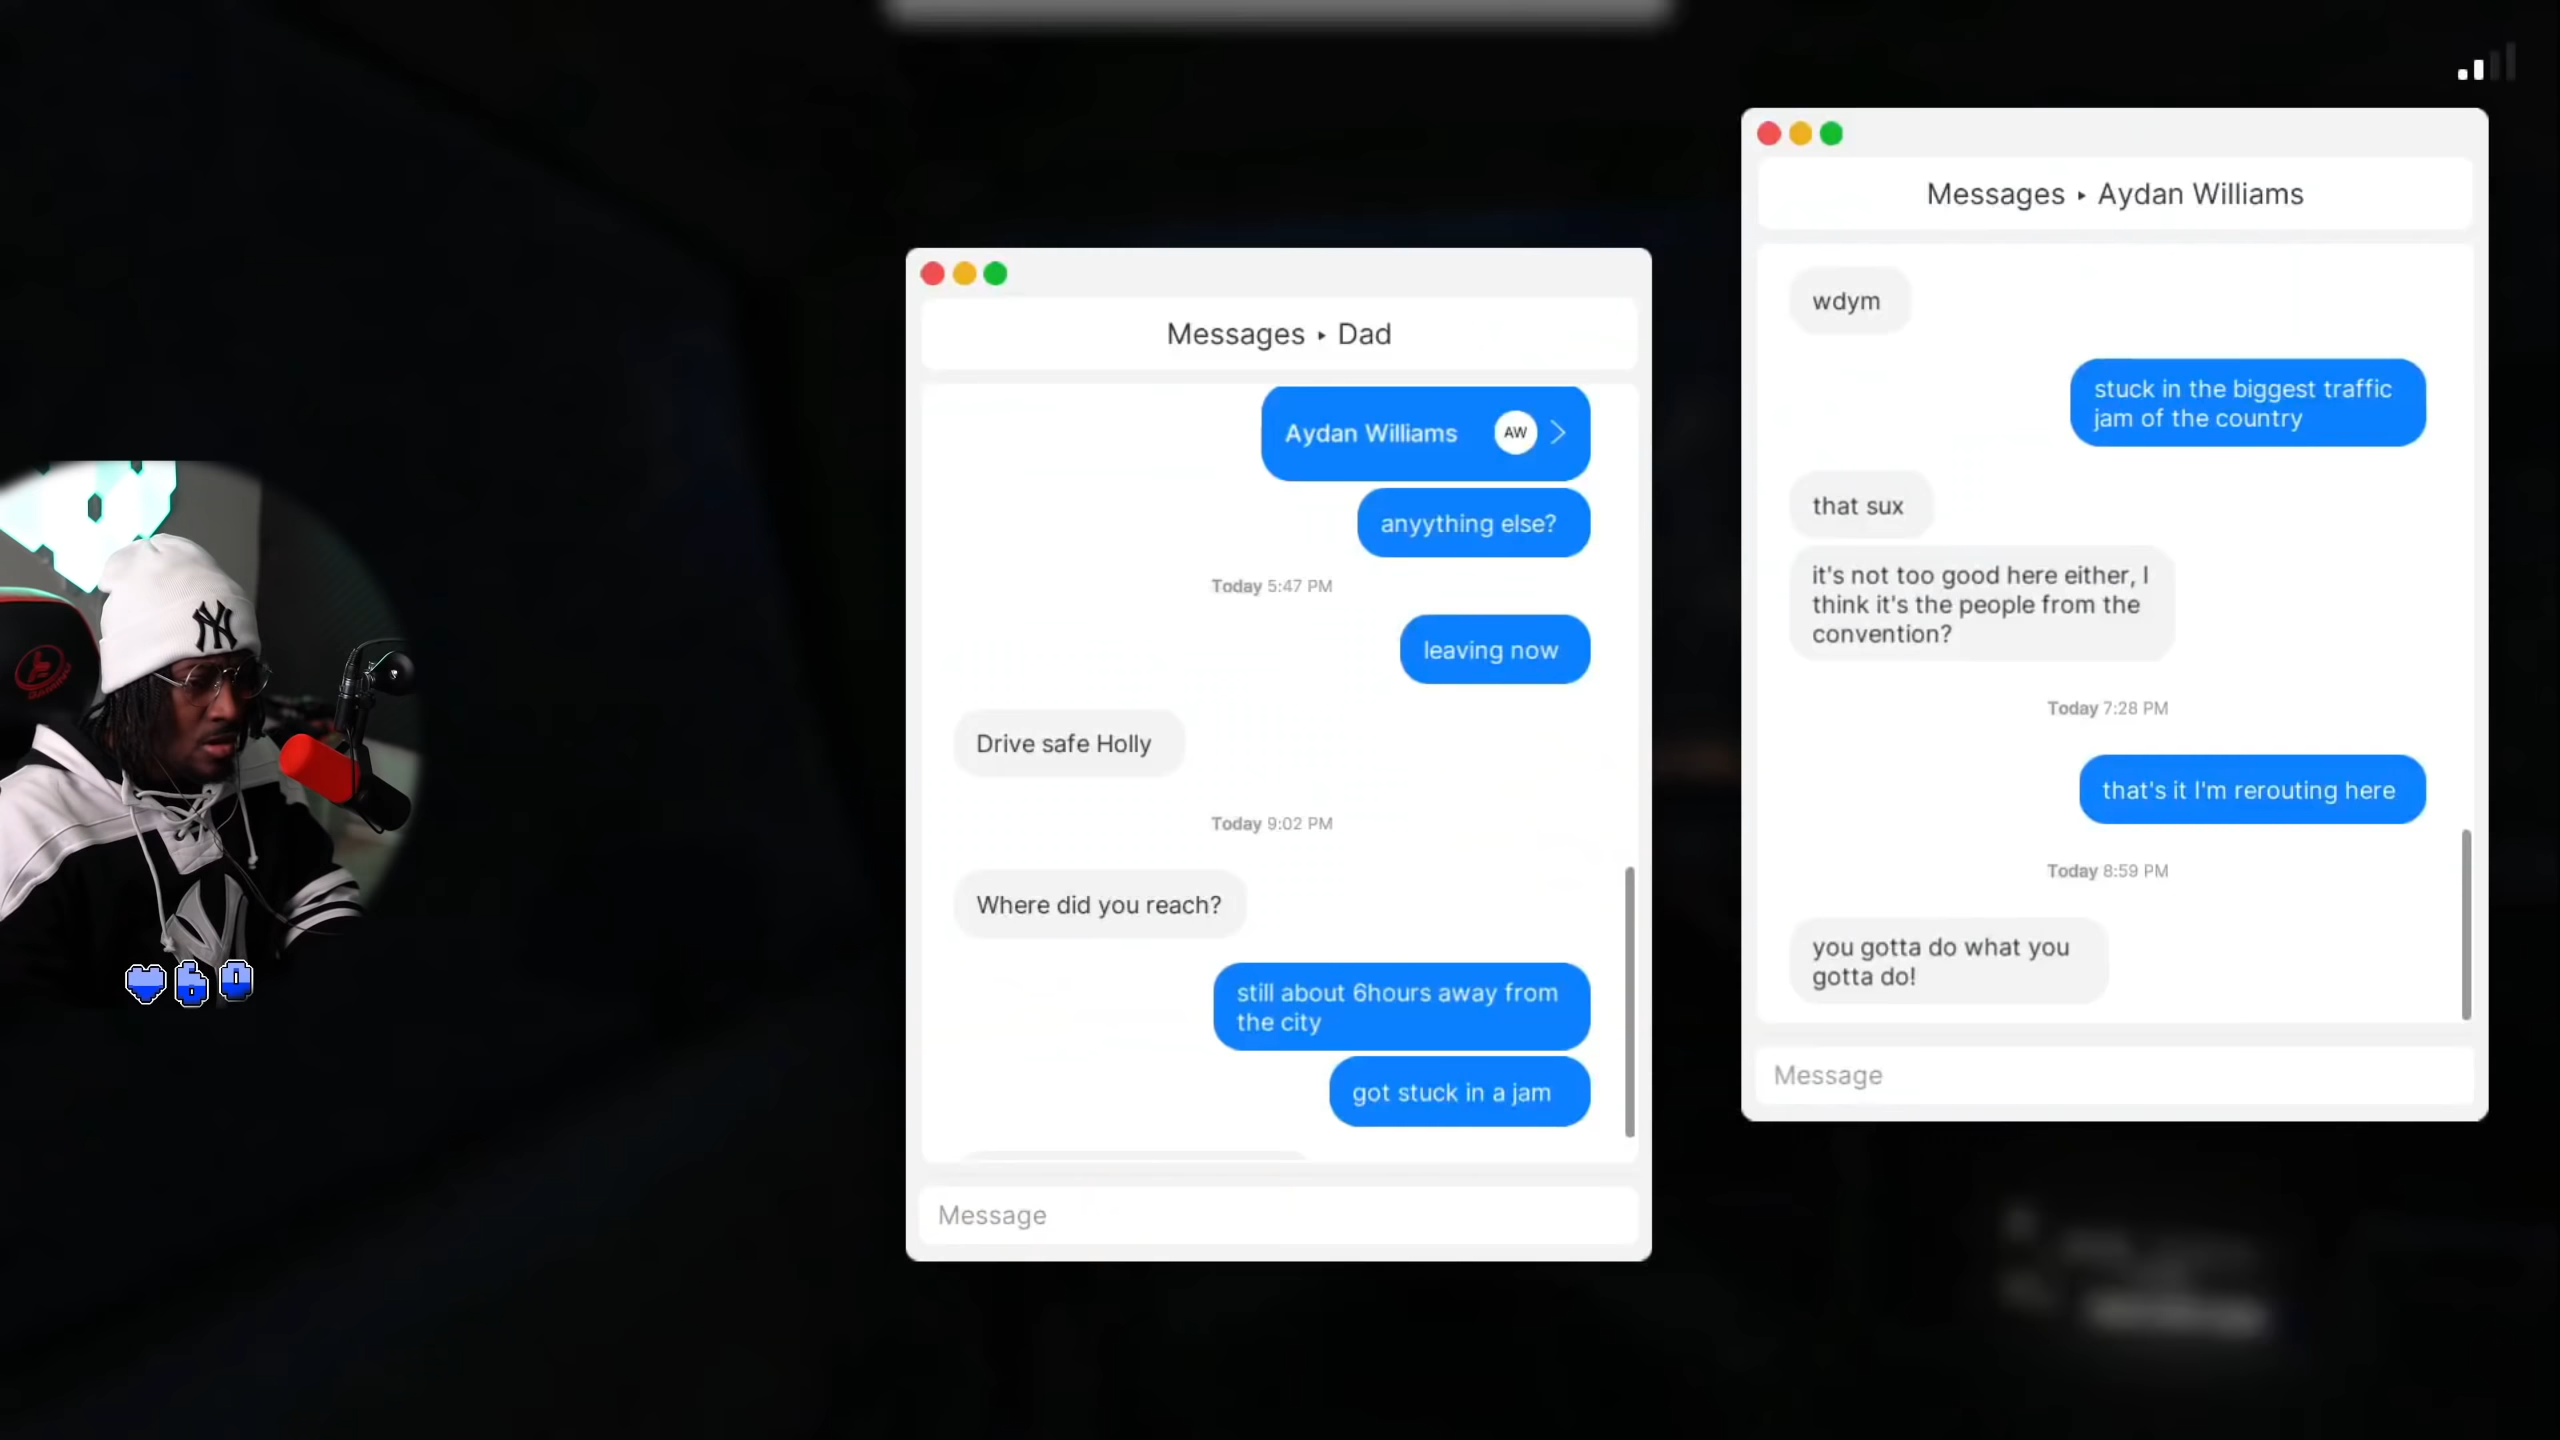 Messages ▸ Dad
Aydan Williams AW >
anyything else?
Today 5:47 PM
leaving now
Drive safe Holly
Today 9:02 PM
Where did you reach?
still about 6hours away from
the city
got stuck in a jam
Message
Messages ▸ Aydan Williams
wdym
stuck in the biggest traffic
jam of the country
that sux
it's not too good here either, I
think it's the people from the
convention?
Today 7:28 PM
that's it I'm rerouting here
Today 8:59 PM
you gotta do what you
gotta do!
Message
NY
GAMING
60